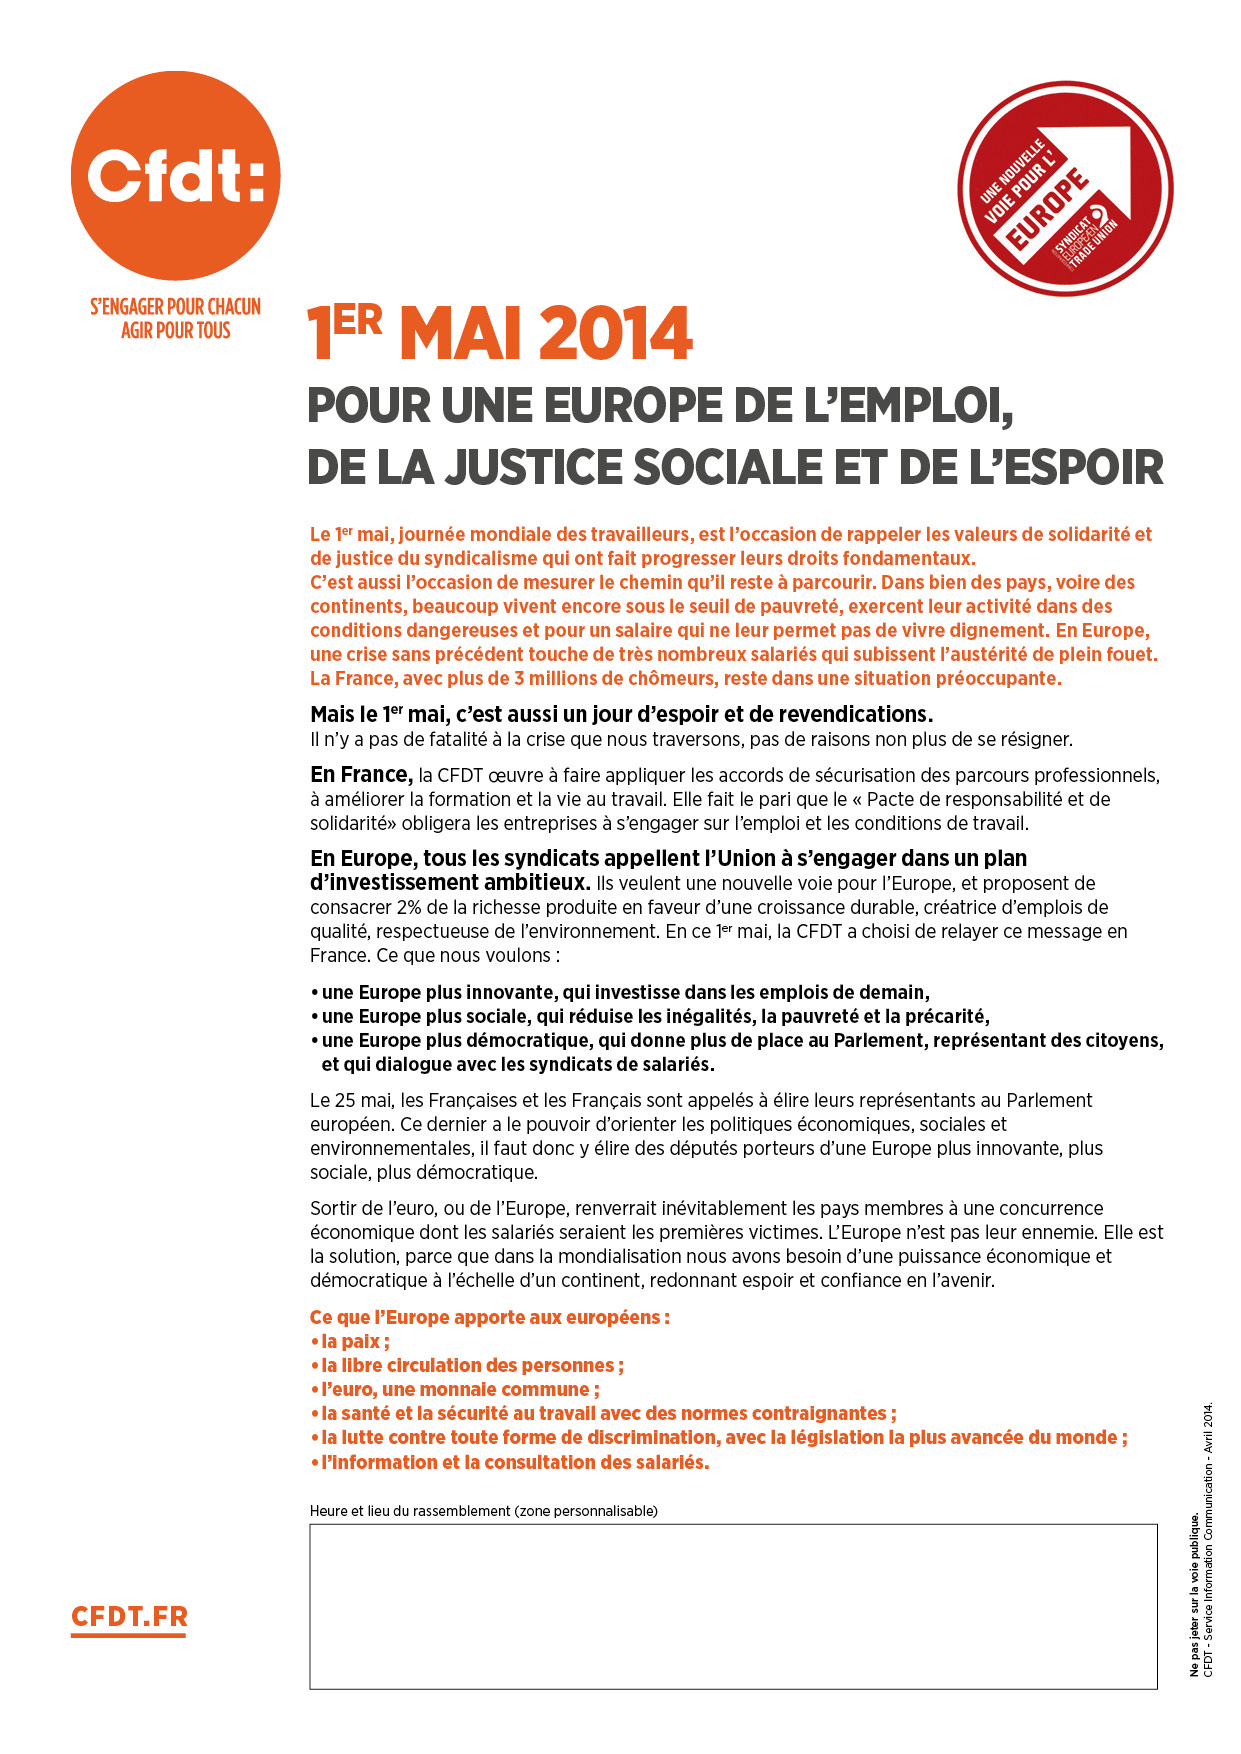 Cfdt:
S'ENGAGER POUR CHACUN
AGIR POUR TOUS
UNE NOUVELLE
VOIE POUR L'
EUROPE
SYNDICAT
EUROPEAN
TRADE UNION
1ER MAI 2014
POUR UNE EUROPE DE L'EMPLOI,
DE LA JUSTICE SOCIALE ET DE L'ESPOIR
Le 1er mai, journée mondiale des travailleurs, est l'occasion de rappeler les valeurs de solidarité et
de justice du syndicalisme qui ont fait progresser leurs droits fondamentaux.
C'est aussi l'occasion de mesurer le chemin qu'il reste à parcourir. Dans bien des pays, voire des
continents, beaucoup vivent encore sous le seuil de pauvreté, exercent leur activité dans des
conditions dangereuses et pour un salaire qui ne leur permet pas de vivre dignement. En Europe,
une crise sans précédent touche de très nombreux salariés qui subissent l'austérité de plein fouet.
La France, avec plus de 3 millions de chômeurs, reste dans une situation préoccupante.
Mais le 1er mai, c'est aussi un jour d'espoir et de revendications.
Il n'y a pas de fatalité à la crise que nous traversons, pas de raisons non plus de se résigner.
En France, la CFDT œuvre à faire appliquer les accords de sécurisation des parcours professionnels,
à améliorer la formation et la vie au travail. Elle fait le pari que le « Pacte de responsabilité et de
solidarité» obligera les entreprises à s'engager sur l'emploi et les conditions de travail.
En Europe, tous les syndicats appellent l'Union à s'engager dans un plan
d'investissement ambitieux. Ils veulent une nouvelle voie pour l'Europe, et proposent de
consacrer 2% de la richesse produite en faveur d'une croissance durable, créatrice d'emplois de
qualité, respectueuse de l'environnement. En ce 1er mai, la CFDT a choisi de relayer ce message en
France. Ce que nous voulons :
• une Europe plus innovante, qui investisse dans les emplois de demain,
• une Europe plus sociale, qui réduise les inégalités, la pauvreté et la précarité,
• une Europe plus démocratique, qui donne plus de place au Parlement, représentant des citoyens,
et qui dialogue avec les syndicats de salariés.
Le 25 mai, les Françaises et les Français sont appelés à élire leurs représentants au Parlement
européen. Ce dernier a le pouvoir d'orienter les politiques économiques, sociales et
environnementales, il faut donc y élire des députés porteurs d'une Europe plus innovante, plus
sociale, plus démocratique.
Sortir de l'euro, ou de l'Europe, renverrait inévitablement les pays membres à une concurrence
économique dont les salariés seraient les premières victimes. L'Europe n'est pas leur ennemie. Elle est
la solution, parce que dans la mondialisation nous avons besoin d'une puissance économique et
démocratique à l'échelle d'un continent, redonnant espoir et confiance en l'avenir.
Ce que l'Europe apporte aux européens :
• la paix ;
• la libre circulation des personnes ;
• l'euro, une monnaie commune ;
• la santé et la sécurité au travail avec des normes contraignantes ;
• la lutte contre toute forme de discrimination, avec la législation la plus avancée du monde ;
• l'information et la consultation des salariés.
Heure et lieu du rassemblement (zone personnalisable)
CFDT.FR
Ne pas jeter sur la voie publique.
CFDT - Service Information Communication - Avril 2014.